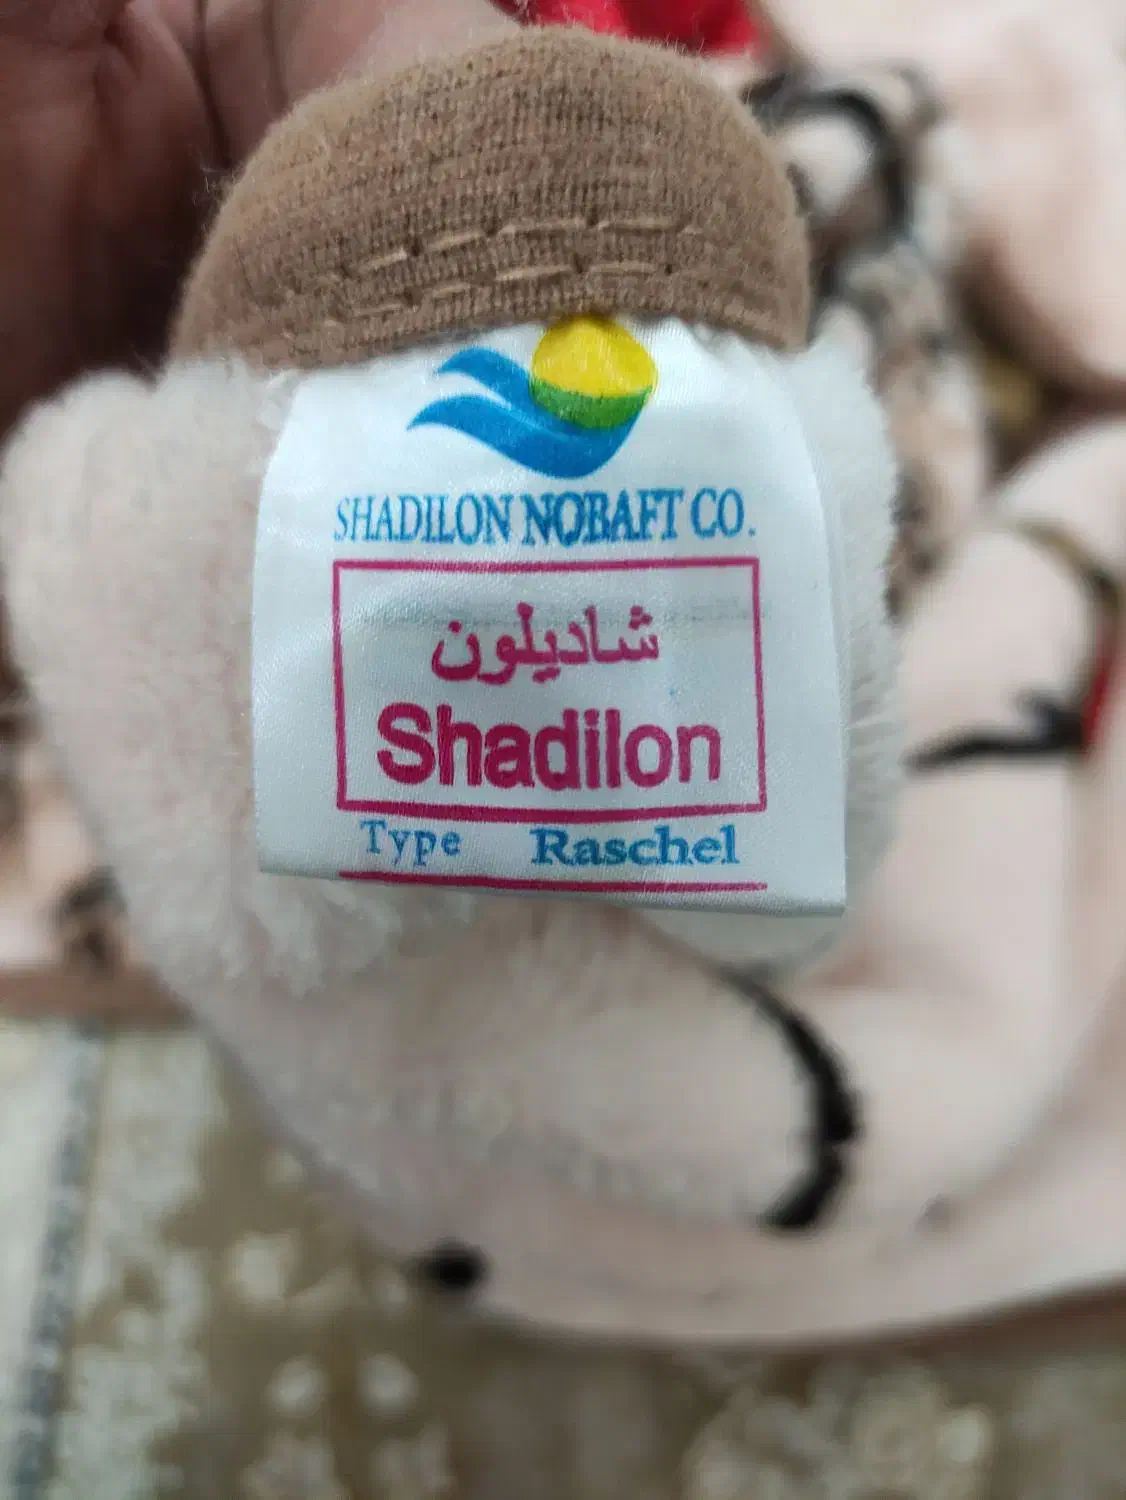 SHADILON NOBAFT CO.
شادیلون
Shadilon
Type Raschel